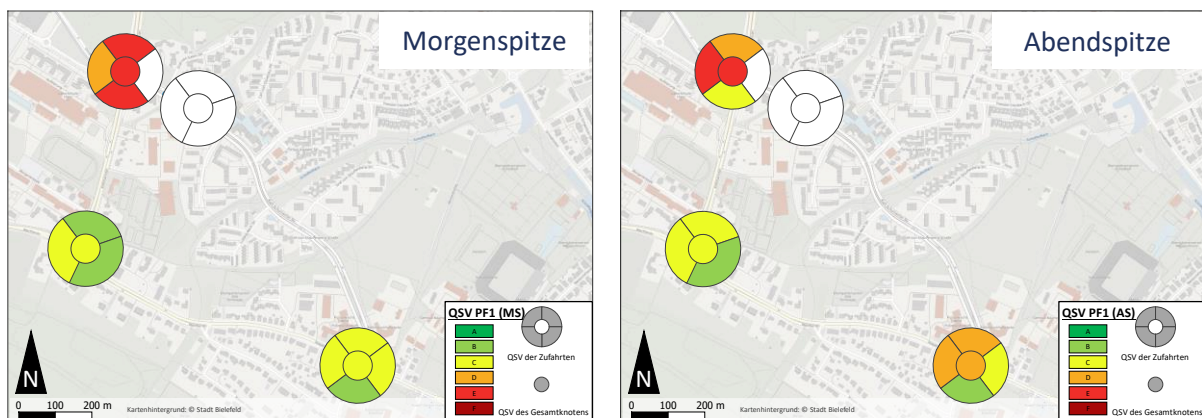 Morgenspitze
QSV PF1 (MS)
A
B
C
D
E
F
QSV der Zufahrten
QSV des Gesamtknotens
N
0 100 200 m
Kartenhintergrund: © Stadt Bielefeld
Abendspitze
QSV PF1 (AS)
A
B
C
D
E
F
QSV der Zufahrten
QSV des Gesamtknotens
N
0 100 200 m
Kartenhintergrund: © Stadt Bielefeld